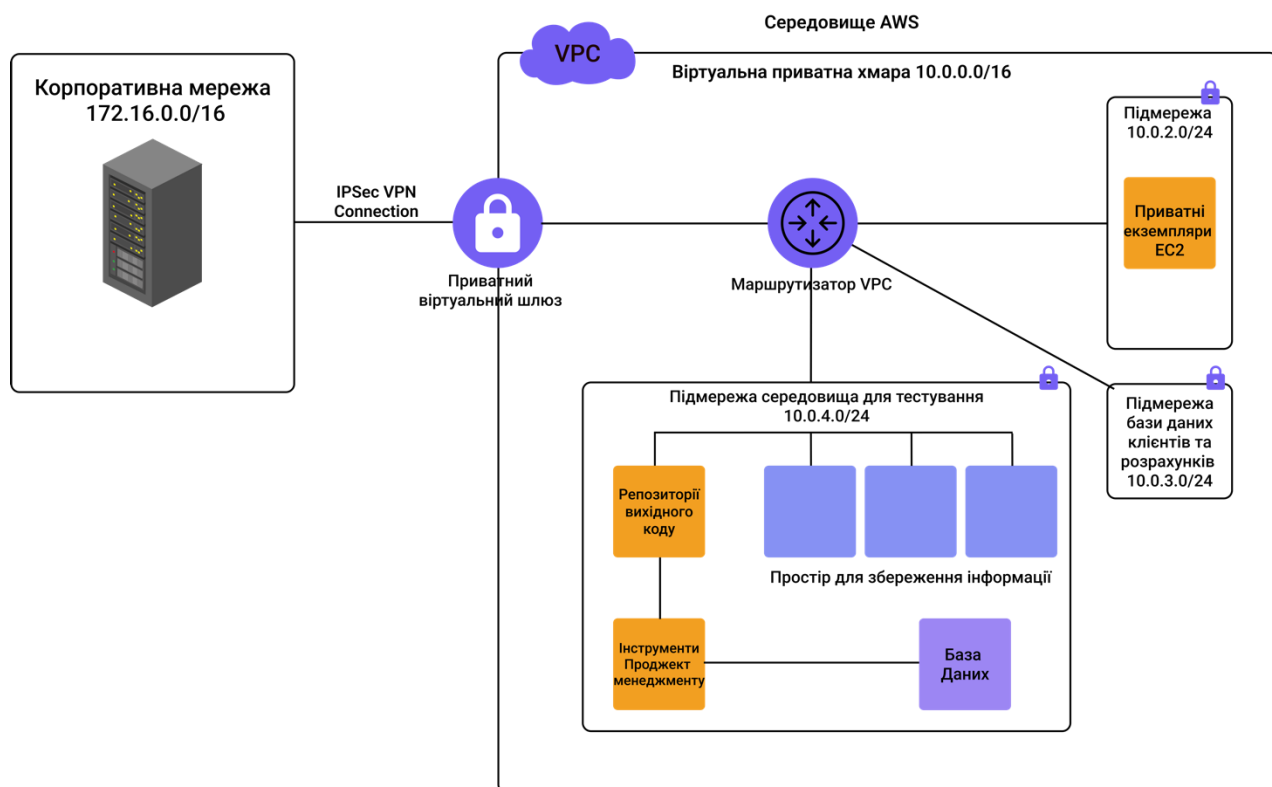 Середовище AWS
VPC
Віртуальна приватна хмара 10.0.0.0/16
Корпоративна мережа
172.16.0.0/16
IPSec VPN
Connection
Приватний
віртуальний шлюз
Маршрутизатор VPC
Підмережа
10.0.2.0/24
Приватні
екземпляри
EC2
Підмережа
бази даних
клієнтів та
розрахунків
10.0.3.0/24
Підмережа середовища для тестування
10.0.4.0/24
Репозиторії
вихідного
коду
Простір для збереження інформації
Інструменти
Проджект
менеджменту
База
Даних